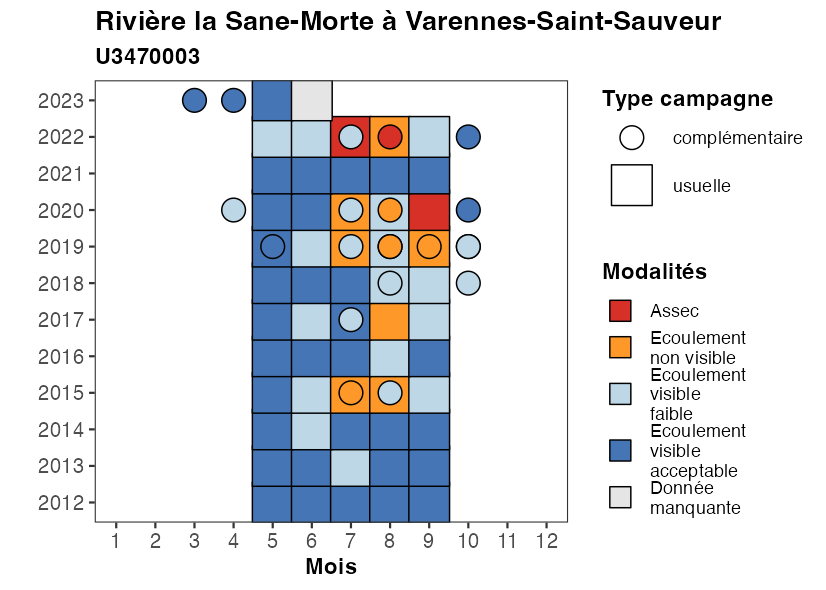 Rivière la Sane-Morte à Varennes-Saint-Sauveur
U3470003
2023
2022
2021
2020
2019
2018
2017
2016
2015
2014
2013
2012
1 2 3 4 5 6 7 8 9 10 11 12
Mois
Type campagne
complémentaire
usuelle
Modalités
Assec
Ecoulement
non visible
Ecoulement
visible
faible
Ecoulement
visible
acceptable
Donnée
manquante